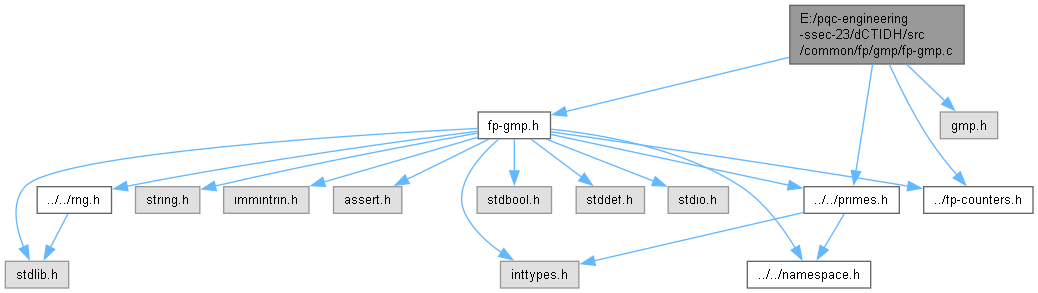 E:/pqc-engineering
-ssec-23/dCTIDH/src
/common/fp/gmp/fp-gmp.c
fp-gmp.h
gmp.h
../../rng.h
string.h
immintrin.h
assert.h
stdbool.h
stddef.h
stdio.h
../../primes.h
../fp-counters.h
stdlib.h
inttypes.h
../../namespace.h